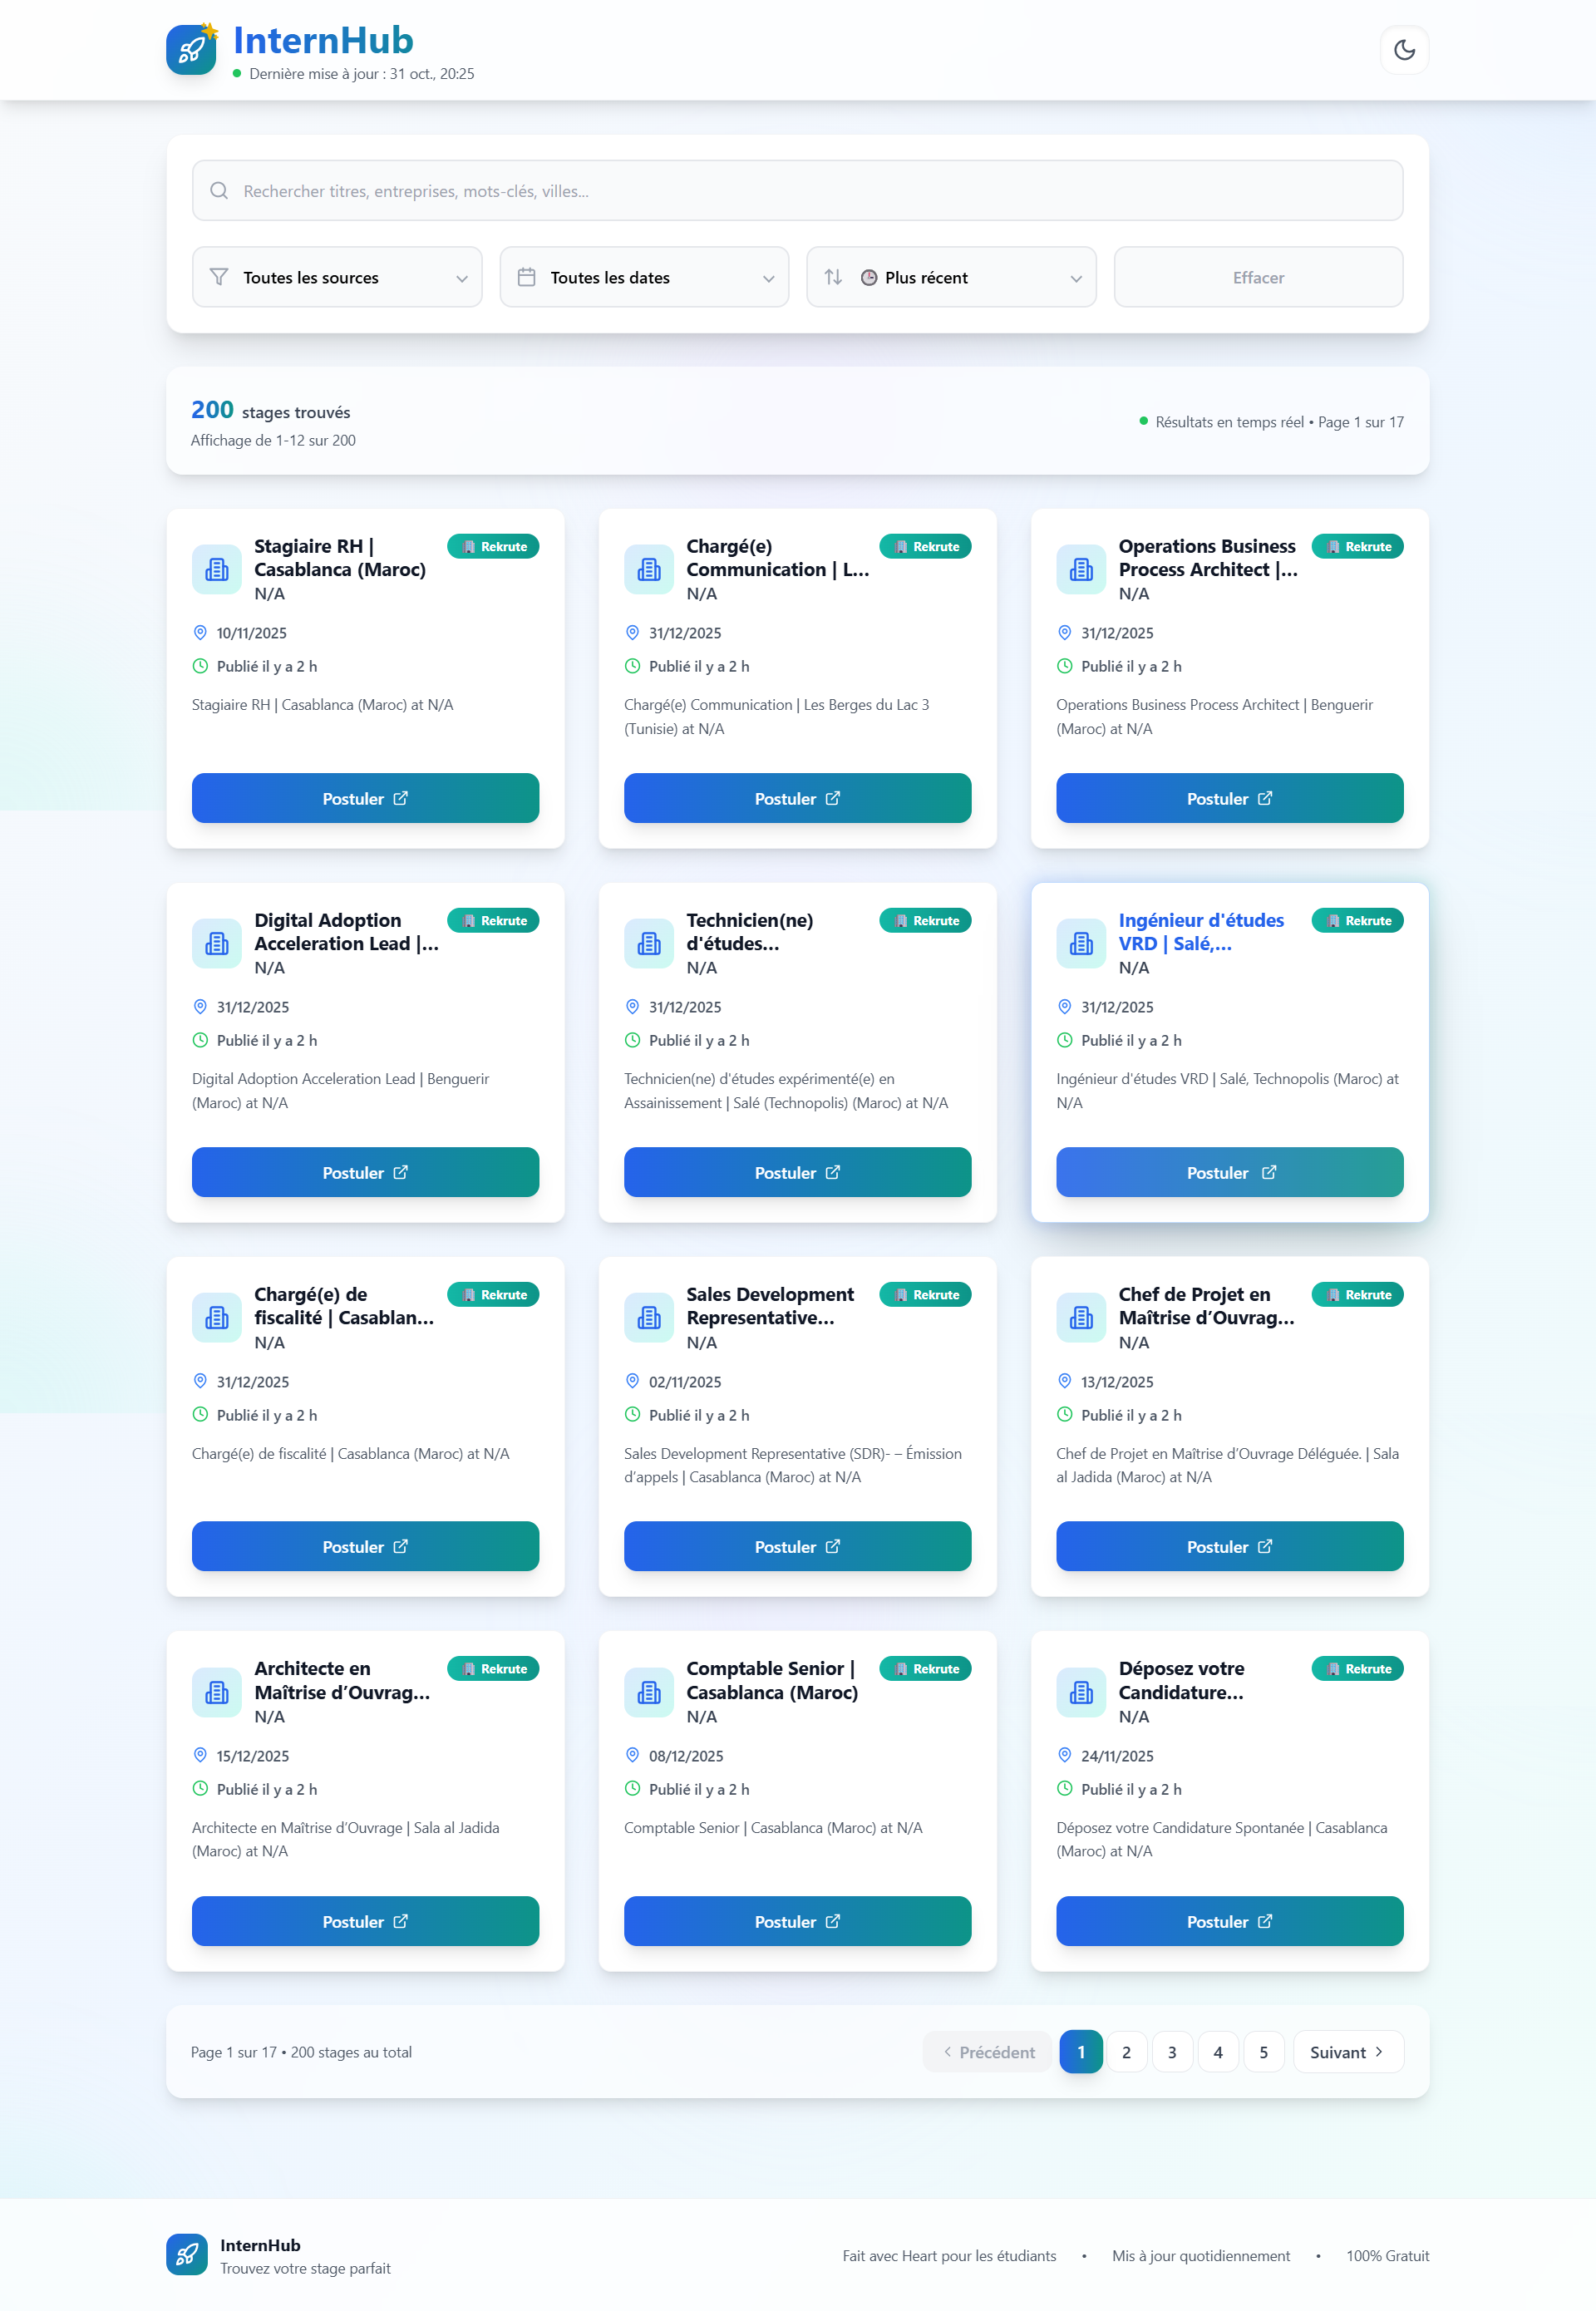 InternHub
Dernière mise à jour : 31 oct., 20:25
Rechercher titres, entreprises, mots-clés, villes...
Toutes les sources
Toutes les dates
Plus récent
Effacer
200 stages trouvés
Affichage de 1-12 sur 200
Résultats en temps réel • Page 1 sur 17
Stagiaire RH |
Casablanca (Maroc)
Rekrute
N/A
10/11/2025
Publié il y a 2 h
Stagiaire RH | Casablanca (Maroc) at N/A
Postuler
Chargé(e)
Communication | L...
Rekrute
N/A
31/12/2025
Publié il y a 2 h
Chargé(e) Communication | Les Berges du Lac 3
(Tunisie) at N/A
Postuler
Operations Business
Process Architect |...
Rekrute
N/A
31/12/2025
Publié il y a 2 h
Operations Business Process Architect | Benguerir
(Maroc) at N/A
Postuler
Digital Adoption
Acceleration Lead |...
Rekrute
N/A
31/12/2025
Publié il y a 2 h
Digital Adoption Acceleration Lead | Benguerir
(Maroc) at N/A
Postuler
Technicien(ne)
d'études...
Rekrute
N/A
31/12/2025
Publié il y a 2 h
Technicien(ne) d'études expérimenté(e) en
Assainissement | Salé (Technopolis) (Maroc) at N/A
Postuler
Ingénieur d'études
VRD | Salé,...
Rekrute
N/A
31/12/2025
Publié il y a 2 h
Ingénieur d'études VRD | Salé, Technopolis (Maroc) at
N/A
Postuler
Chargé(e) de
fiscalité | Casablan...
Rekrute
N/A
31/12/2025
Publié il y a 2 h
Chargé(e) de fiscalité | Casablanca (Maroc) at N/A
Postuler
Sales Development
Representative...
Rekrute
N/A
02/11/2025
Publié il y a 2 h
Sales Development Representative (SDR)- – Émission
d’appels | Casablanca (Maroc) at N/A
Postuler
Chef de Projet en
Maîtrise d’Ouvrag...
Rekrute
N/A
13/12/2025
Publié il y a 2 h
Chef de Projet en Maîtrise d’Ouvrage Déléguée. | Sala
al Jadida (Maroc) at N/A
Postuler
Architecte en
Maîtrise d’Ouvrag...
Rekrute
N/A
15/12/2025
Publié il y a 2 h
Architecte en Maîtrise d’Ouvrage | Sala al Jadida
(Maroc) at N/A
Postuler
Comptable Senior |
Casablanca (Maroc)
Rekrute
N/A
08/12/2025
Publié il y a 2 h
Comptable Senior | Casablanca (Maroc) at N/A
Postuler
Déposez votre
Candidature...
Rekrute
N/A
24/11/2025
Publié il y a 2 h
Déposez votre Candidature Spontanée | Casablanca
(Maroc) at N/A
Postuler
Page 1 sur 17 • 200 stages au total
Précédent 1 2 3 4 5 Suivant
InternHub
Trouvez votre stage parfait
Fait avec Heart pour les étudiants • Mis à jour quotidiennement • 100% Gratuit